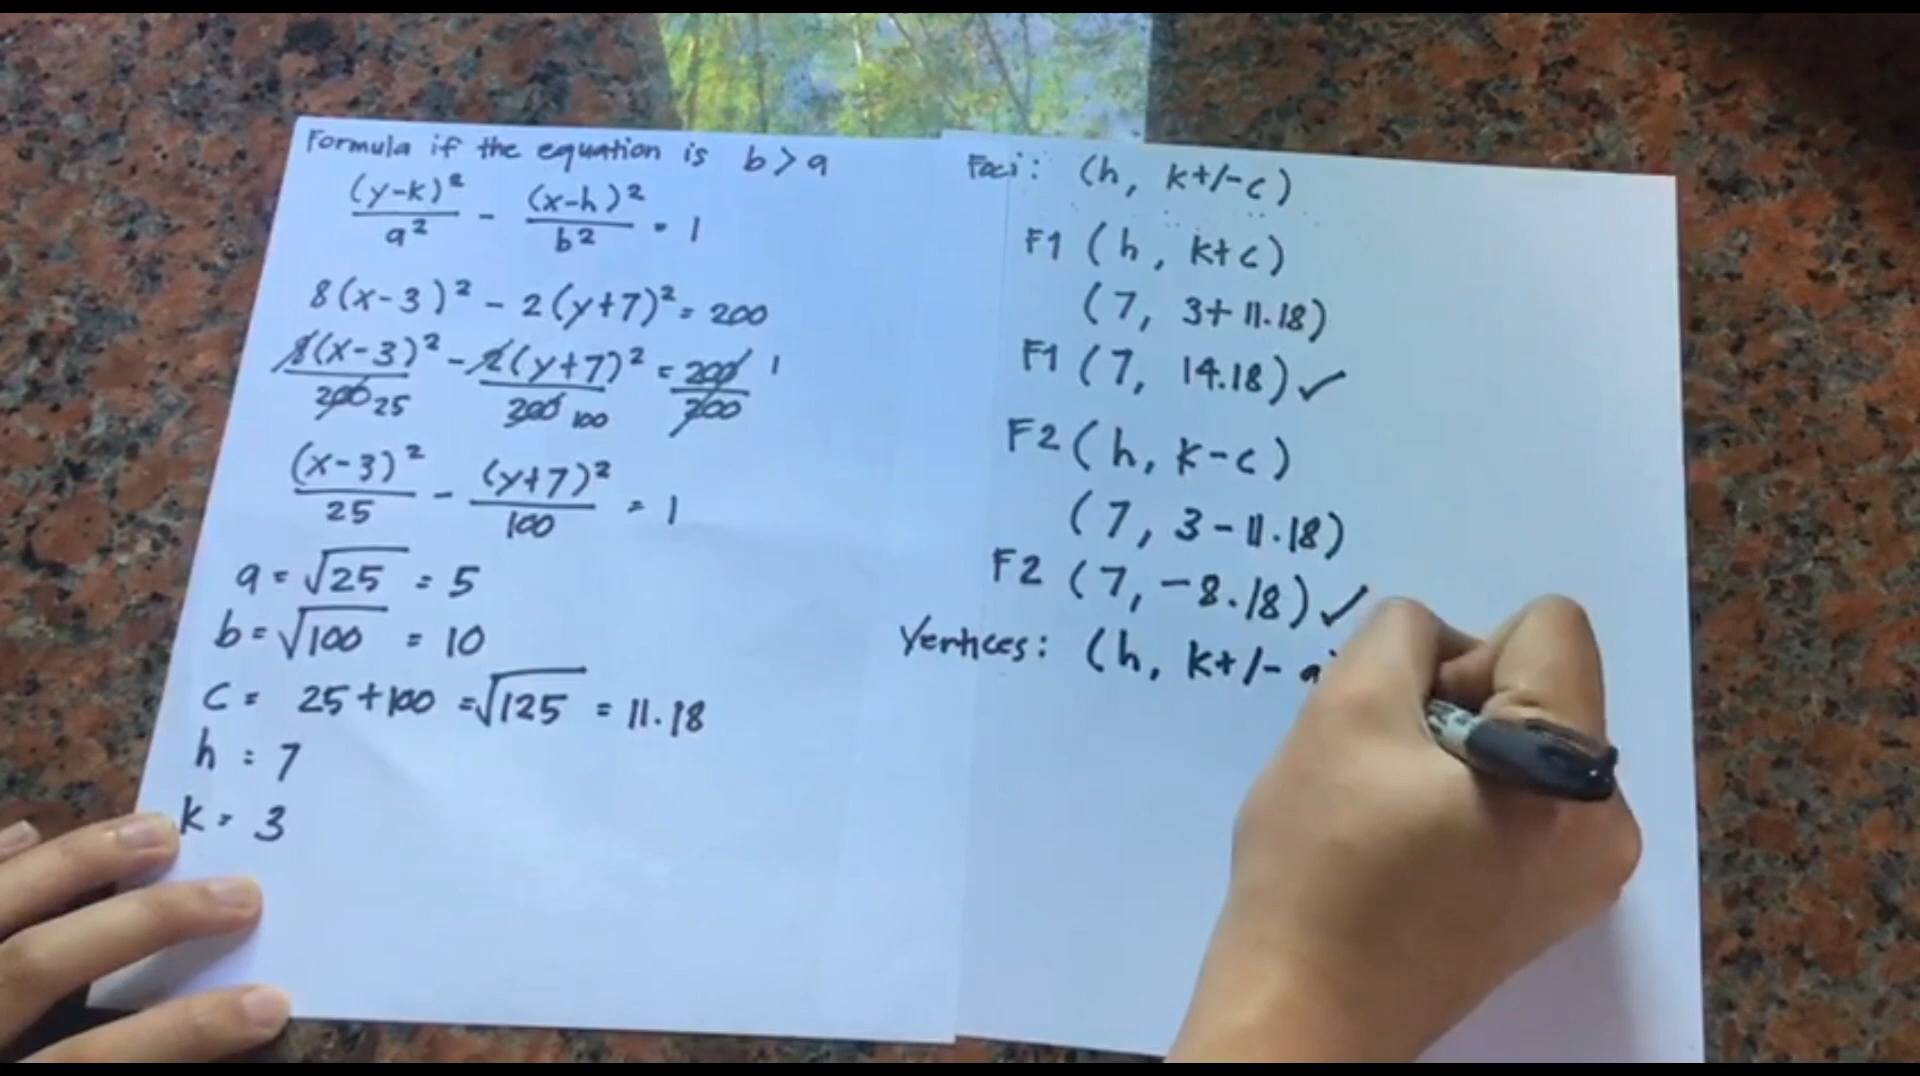 Formula if the equation is b > a
(y-k)² / a² - (x-h)² / b² = 1
8(x-3)² - 2(y+7)² = 200
8(x-3)² / 200 25 - 2(y+7)² / 200 100 = 200 / 200 1
(x-3)² / 25 - (y+7)² / 100 = 1
a = √25 = 5
b = √100 = 10
c = 25+100 = √125 = 11.18
h = 7
k = 3
Foci: (h, k+/-c)
F1 (h, k+c)
(7, 3+11.18)
F1 (7, 14.18) ✓
F2 (h, k-c)
(7, 3-11.18)
F2 (7, -8.18) ✓
Vertices: (h, k+/- a